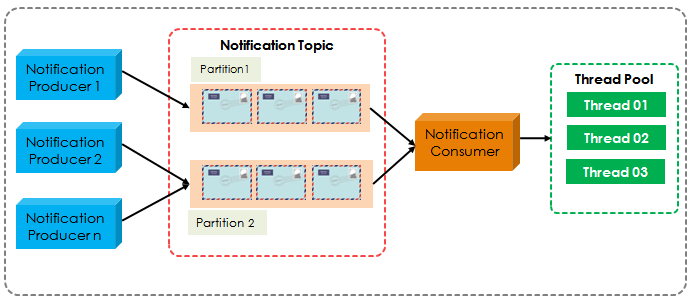 Notification Topic
Partition1
Notification
Producer 1
Notification
Producer 2
Notification
Producer n
Partition 2
Notification
Consumer
Thread Pool
Thread 01
Thread 02
Thread 03